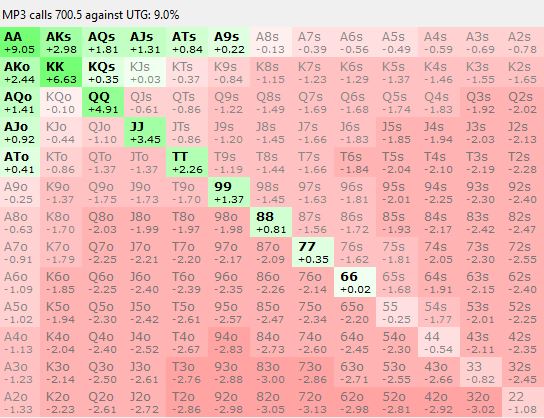 MP3 calls 700.5 against UTG: 9.0%
AA AKs AQs AJs ATs A9s A8s A7s A6s A5s A4s A3s A2s
+9.05 +2.98 +1.81 +1.31 +0.84 +0.22 -0.13 -0.39 -0.56 -0.49 -0.59 -0.69 -0.78
AKo KK KQs KJs KTs K9s K8s K7s K6s K5s K4s K3s K2s
+2.44 +6.63 +0.35 -0.03 -0.37 -0.84 -1.15 -1.23 -1.29 -1.37 -1.46 -1.55 -1.65
AQo KQo QQ QJs QTs Q9s Q8s Q7s Q6s Q5s Q4s Q3s Q2s
+1.41 -0.10 +4.91 -0.61 -0.86 -1.22 -1.49 -1.69 -1.68 -1.74 -1.83 -1.92 -2.02
AJo KJo QJo JJ JTs J9s J8s J7s J6s J5s J4s J3s J2s
+0.92 -0.44 -1.10 +3.45 -0.86 -1.20 -1.45 -1.66 -1.83 -1.85 -1.94 -2.03 -2.13
ATo KTo QTo JTo TT T9s T8s T7s T6s T5s T4s T3s T2s
+0.41 -0.86 -1.37 -1.37 +2.26 -1.19 -1.44 -1.66 -1.84 -2.04 -2.10 -2.19 -2.28
A9o K9o Q9o J9o T9o 99 98s 97s 96s 95s 94s 93s 92s
-0.25 -1.37 -1.75 -1.73 -1.70 +1.37 -1.45 -1.63 -1.81 -2.01 -2.25 -2.30 -2.40
A8o K8o Q8o J8o T8o 98o 88 87s 86s 85s 84s 83s 82s
-0.63 -1.70 -2.03 -1.99 -1.97 -1.98 +0.81 -1.56 -1.72 -1.93 -2.17 -2.42 -2.47
A7o K7o Q7o J7o T7o 97o 87o 77 76s 75s 74s 73s 72s
-0.91 -1.79 -2.25 -2.21 -2.20 -2.17 -2.09 +0.35 -1.62 -1.81 -2.05 -2.30 -2.55
A6o K6o Q6o J6o T6o 96o 86o 76o 66 65s 64s 63s 62s
-1.09 -1.85 -2.25 -2.40 -2.39 -2.35 -2.26 -2.14 +0.02 -1.68 -1.91 -2.15 -2.40
A5o K5o Q5o J5o T5o 95o 85o 75o 65o 55 54s 53s 52s
-1.02 -1.94 -2.30 -2.42 -2.61 -2.57 -2.47 -2.34 -2.20 -0.25 -1.77 -2.01 -2.25
A4o K4o Q4o J4o T4o 94o 84o 74o 64o 54o 44 43s 42s
-1.13 -2.04 -2.40 -2.52 -2.67 -2.83 -2.73 -2.60 -2.45 -2.30 -0.54 -2.11 -2.35
A3o K3o Q3o J3o T3o 93o 83o 73o 63o 53o 43o 33 32s
-1.23 -2.14 -2.50 -2.61 -2.76 -2.88 -3.00 -2.86 -2.71 -2.55 -2.66 -0.82 -2.45
A2o K2o Q2o J2o T2o 92o 82o 72o 62o 52o 42o 32o 22
-1.33 -2.23 -2.61 -2.72 -2.86 -2.98 -3.05 -3.13 -2.98 -2.81 -2.92 -3.02 1.08